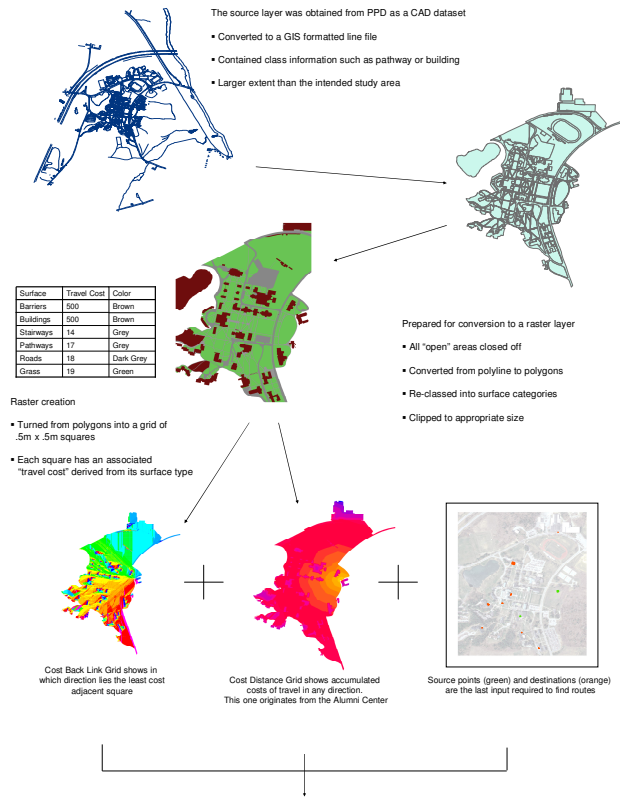 The source layer was obtained from PPD as a CAD dataset
▪ Converted to a GIS formatted line file
▪ Contained class information such as pathway or building
▪ Larger extent than the intended study area
Surface Travel Cost Color
Barriers 500 Brown
Buildings 500 Brown
Stairways 14 Grey
Pathways 17 Grey
Roads 18 Dark Grey
Grass 19 Green
Prepared for conversion to a raster layer
▪ All “open” areas closed off
▪ Converted from polyline to polygons
▪ Re-classed into surface categories
▪ Clipped to appropriate size
Raster creation
▪ Turned from polygons into a grid of
.5m x .5m squares
▪ Each square has an associated
“travel cost” derived from its surface type
Cost Back Link Grid shows in
which direction lies the least cost
adjacent square
Cost Distance Grid shows accumulated
costs of travel in any direction.
This one originates from the Alumni Center
Source points (green) and destinations (orange)
are the last input required to find routes